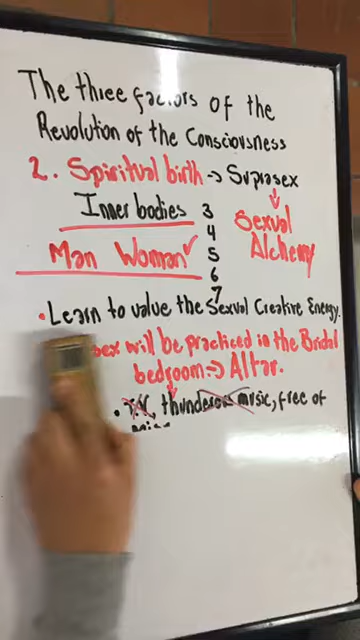 The three factors of the
Revolution of the Consciousness
2. Spiritual birth → Suprasex
Inner bodies 3
4
Man Woman 5
6
7
Sexual
Alchemy
• Learn to value the Sexual Creative Energy.
sex will be practiced in the Bridal
bedroom → Altar.
• T.V, thunderous music, free of